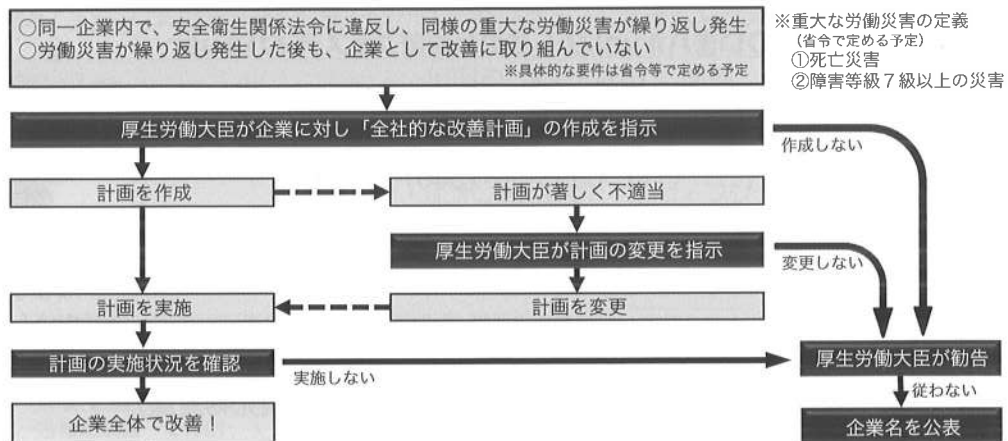 ○同一企業内で、安全衛生関係法令に違反し、同様の重大な労働災害が繰り返し発生
○労働災害が繰り返し発生した後も、企業として改善に取り組んでいない
※具体的な要件は省令等で定める予定
※重大な労働災害の定義
(省令で定める予定)
①死亡災害
②障害等級7級以上の災害
厚生労働大臣が企業に対し「全社的な改善計画」の作成を指示
作成しない
計画を作成
計画が著しく不適当
厚生労働大臣が計画の変更を指示
変更しない
計画を実施
計画を変更
計画の実施状況を確認
実施しない
厚生労働大臣が勧告
従わない
企業全体で改善!
企業名を公表